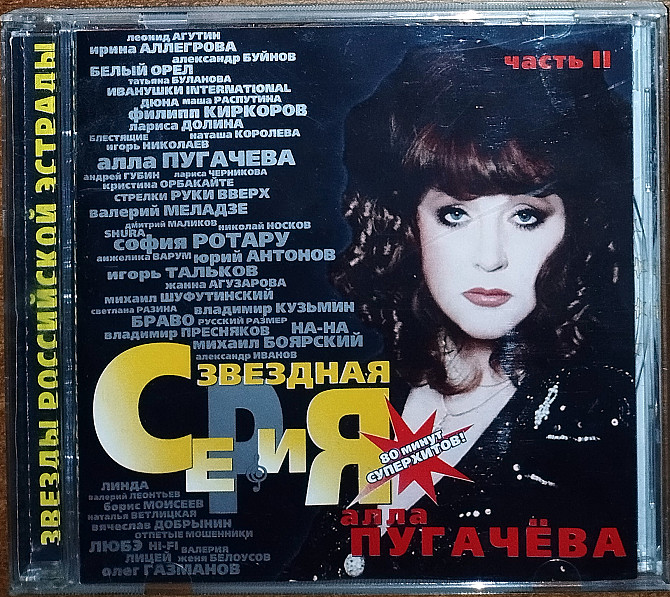 ЗВЕЗДЫ РОССИЙСКОЙ ЭСТРАДЫ
леонид АГУТИН
ирина АЛЛЕГРОВА
александр БУЙНОВ
БЕЛЫЙ ОРЕЛ
татьяна БУЛАНОВА
ИВАНУШКИ INTERNATIONAL
ДЮНА маша РАСПУТИНА
филипп КИРКОРОВ
лариса ДОЛИНА
БЛЕСТЯЩИЕ наташа КОРОЛЕВА
игорь НИКОЛАЕВ
алла ПУГАЧЕВА
андрей ГУБИН лариса ЧЕРНИКОВА
кристина ОРБАКАЙТЕ
СТРЕЛКИ РУКИ ВВЕРХ
валерий МЕЛАДЗЕ
дмитрий МАЛИКОВ николай НОСКОВ
SHURA
софия РОТАРУ
анжелика ВАРУМ юрий АНТОНОВ
игорь ТАЛЬКОВ
жанна АГУЗАРОВА
михаил ШУФУТИНСКИЙ
светлана РАЗИНА владимир КУЗЬМИН
БРАВО РУССКИЙ РАЗМЕР НА-НА
владимир ПРЕСНЯКОВ
михаил БОЯРСКИЙ
александр ИВАНОВ
часть II
ЗВЕЗДНАЯ
СЕРИЯ
80 минут
СУПЕРХИТОВ!
ЛИНДА
валерий ЛЕОНТЬЕВ
борис МОИСЕЕВ
наталья ВЕТЛИЦКАЯ
вячеслав ДОБРЫНИН
ОТПЕТЫЕ МОШЕННИКИ
ЛЮБЭ HI-FI ВАЛЕРИЯ
ЛИЦЕЙ женя БЕЛОУСОВ
олег ГАЗМАНОВ
алла
ПУГАЧЁВА